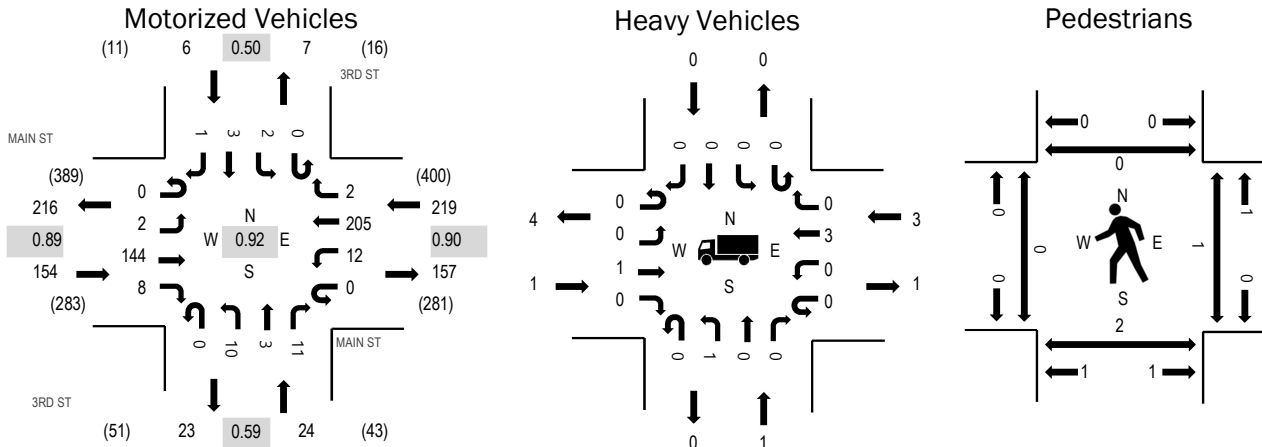 Motorized Vehicles
Heavy Vehicles
Pedestrians
(11) 6 0.50 7 (16)
3RD ST
MAIN ST
1 3 2 0
(389) 0 2 (400)
216 2 N 205 219
0.89 W 0.92 E 0.90
144 12
154 S 157
(283) 8 0 (281)
0 10 3 11
MAIN ST
3RD ST
(51) 23 0.59 24 (43)
0 0
0 0 0 0
0 0
4 0 N 3 3
W E
1 1 0 1
0 S 0
0 1 0 0
0 1
0 0
0
0 0 N 1 1
W E
0 S 0
2
1 1